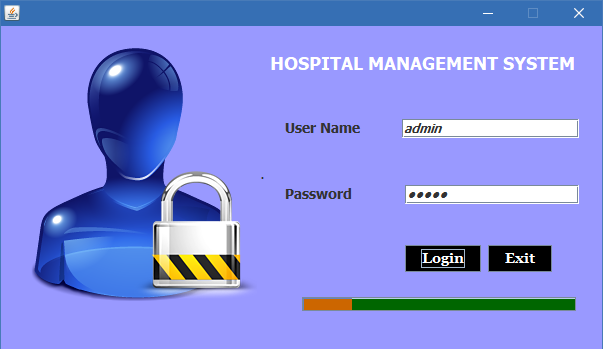 HOSPITAL MANAGEMENT SYSTEM
User Name admin
Password •••••
Login Exit